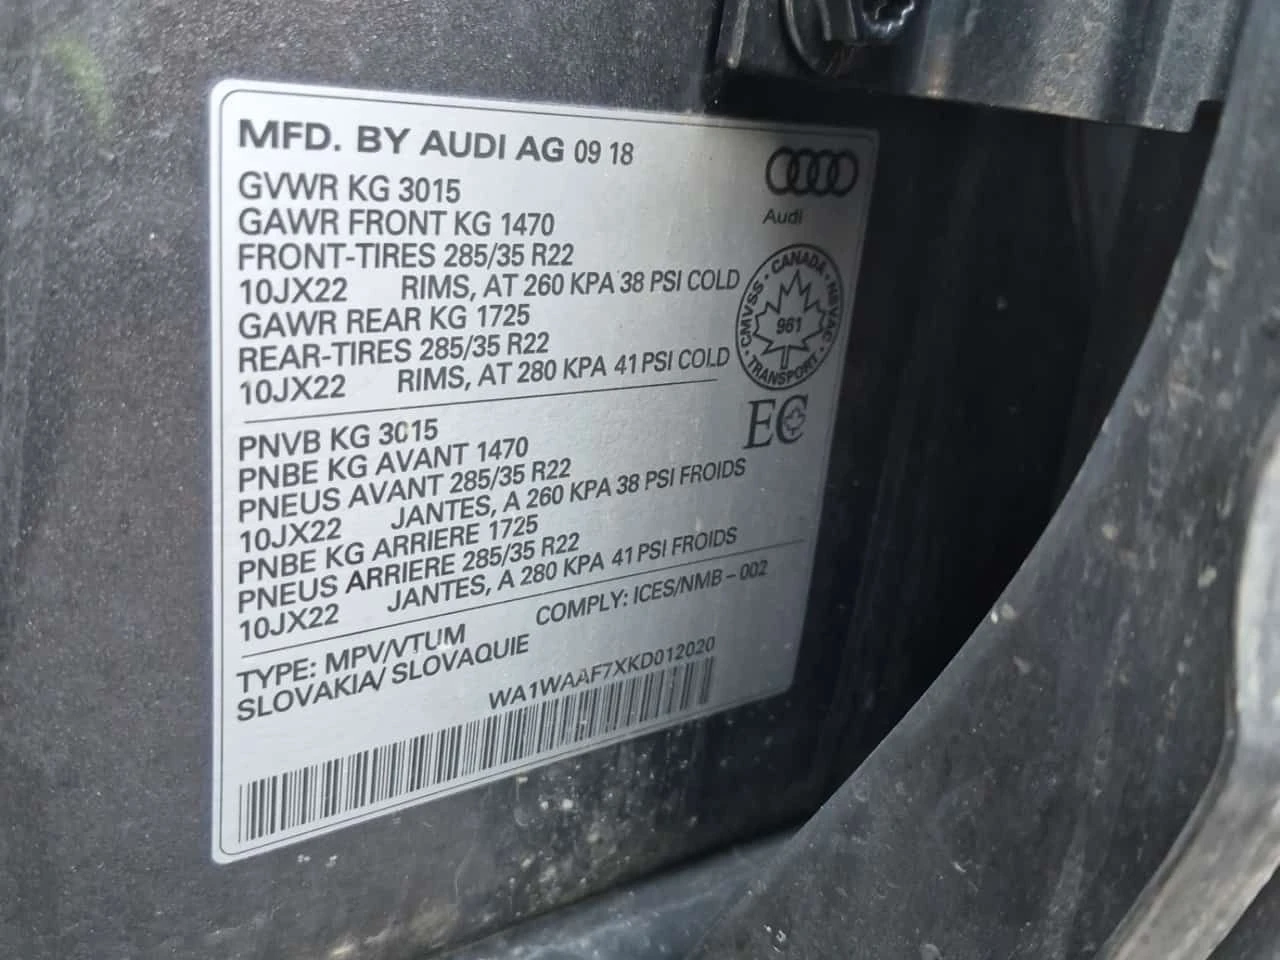 MFD. BY AUDI AG 09 18
GVWR KG 3015
GAWR FRONT KG 1470
FRONT-TIRES 285/35 R22
10JX22 RIMS, AT 260 KPA 38 PSI COLD
GAWR REAR KG 1725
REAR-TIRES 285/35 R22
10JX22 RIMS, AT 280 KPA 41 PSI COLD
Audi
CANADA · NSVAC · TRANSPORT · CMVSS
961
EC
PNVB KG 3015
PNBE KG AVANT 1470
PNEUS AVANT 285/35 R22
10JX22 JANTES, A 260 KPA 38 PSI FROIDS
PNBE KG ARRIERE 1725
PNEUS ARRIERE 285/35 R22
10JX22 JANTES, A 280 KPA 41 PSI FROIDS
TYPE: MPV/VTUM COMPLY: ICES/NMB – 002
SLOVAKIA/ SLOVAQUIE
WA1WAAF7XKD012020